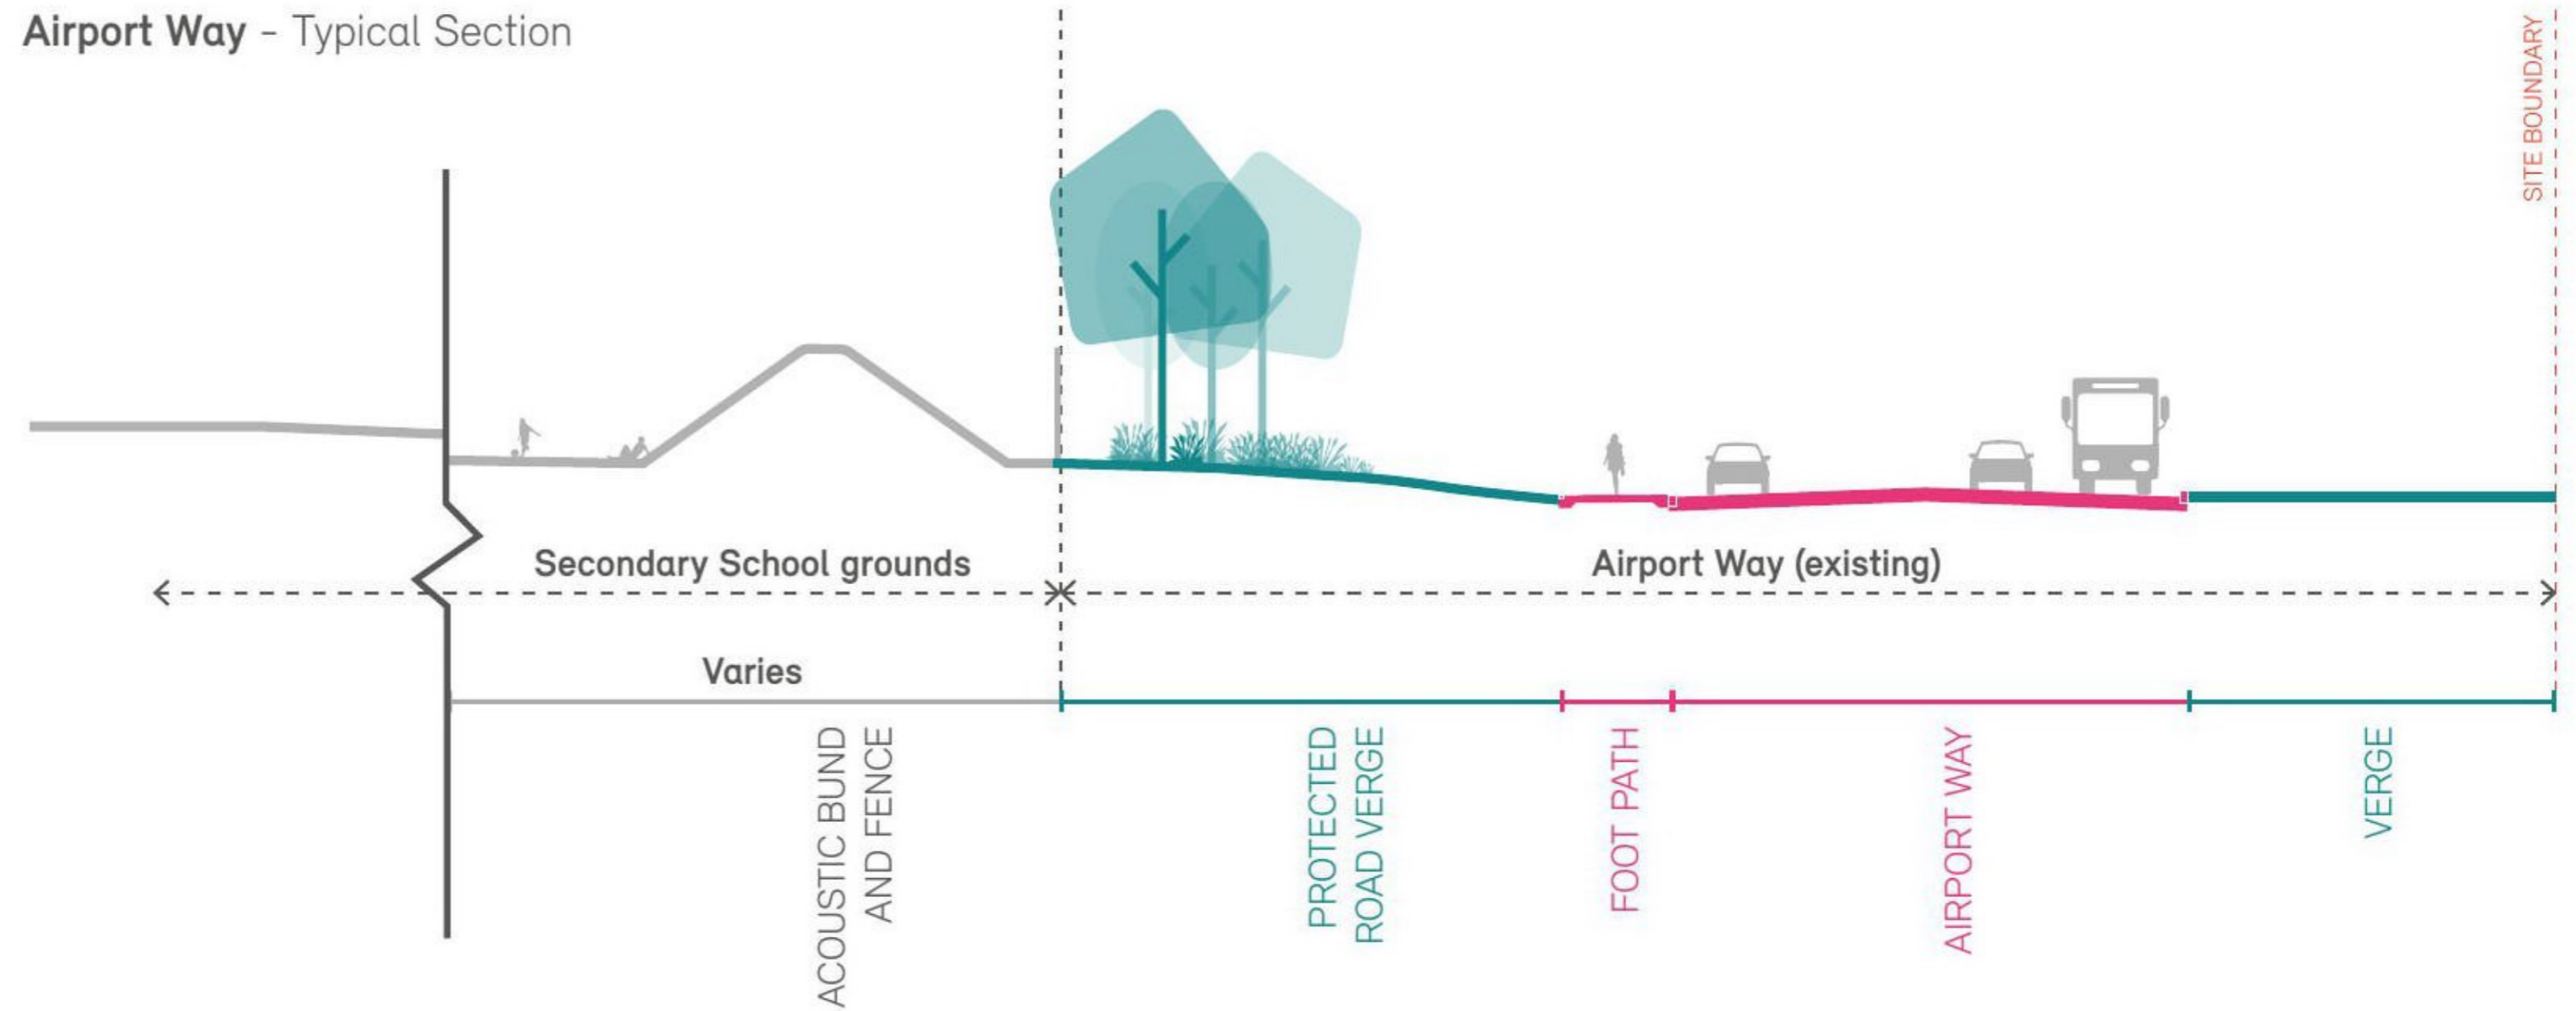 Airport Way - Typical Section
SITE BOUNDARY
Secondary School grounds
Airport Way (existing)
Varies
ACOUSTIC BUND
AND FENCE
PROTECTED
ROAD VERGE
FOOT PATH
AIRPORT WAY
VERGE